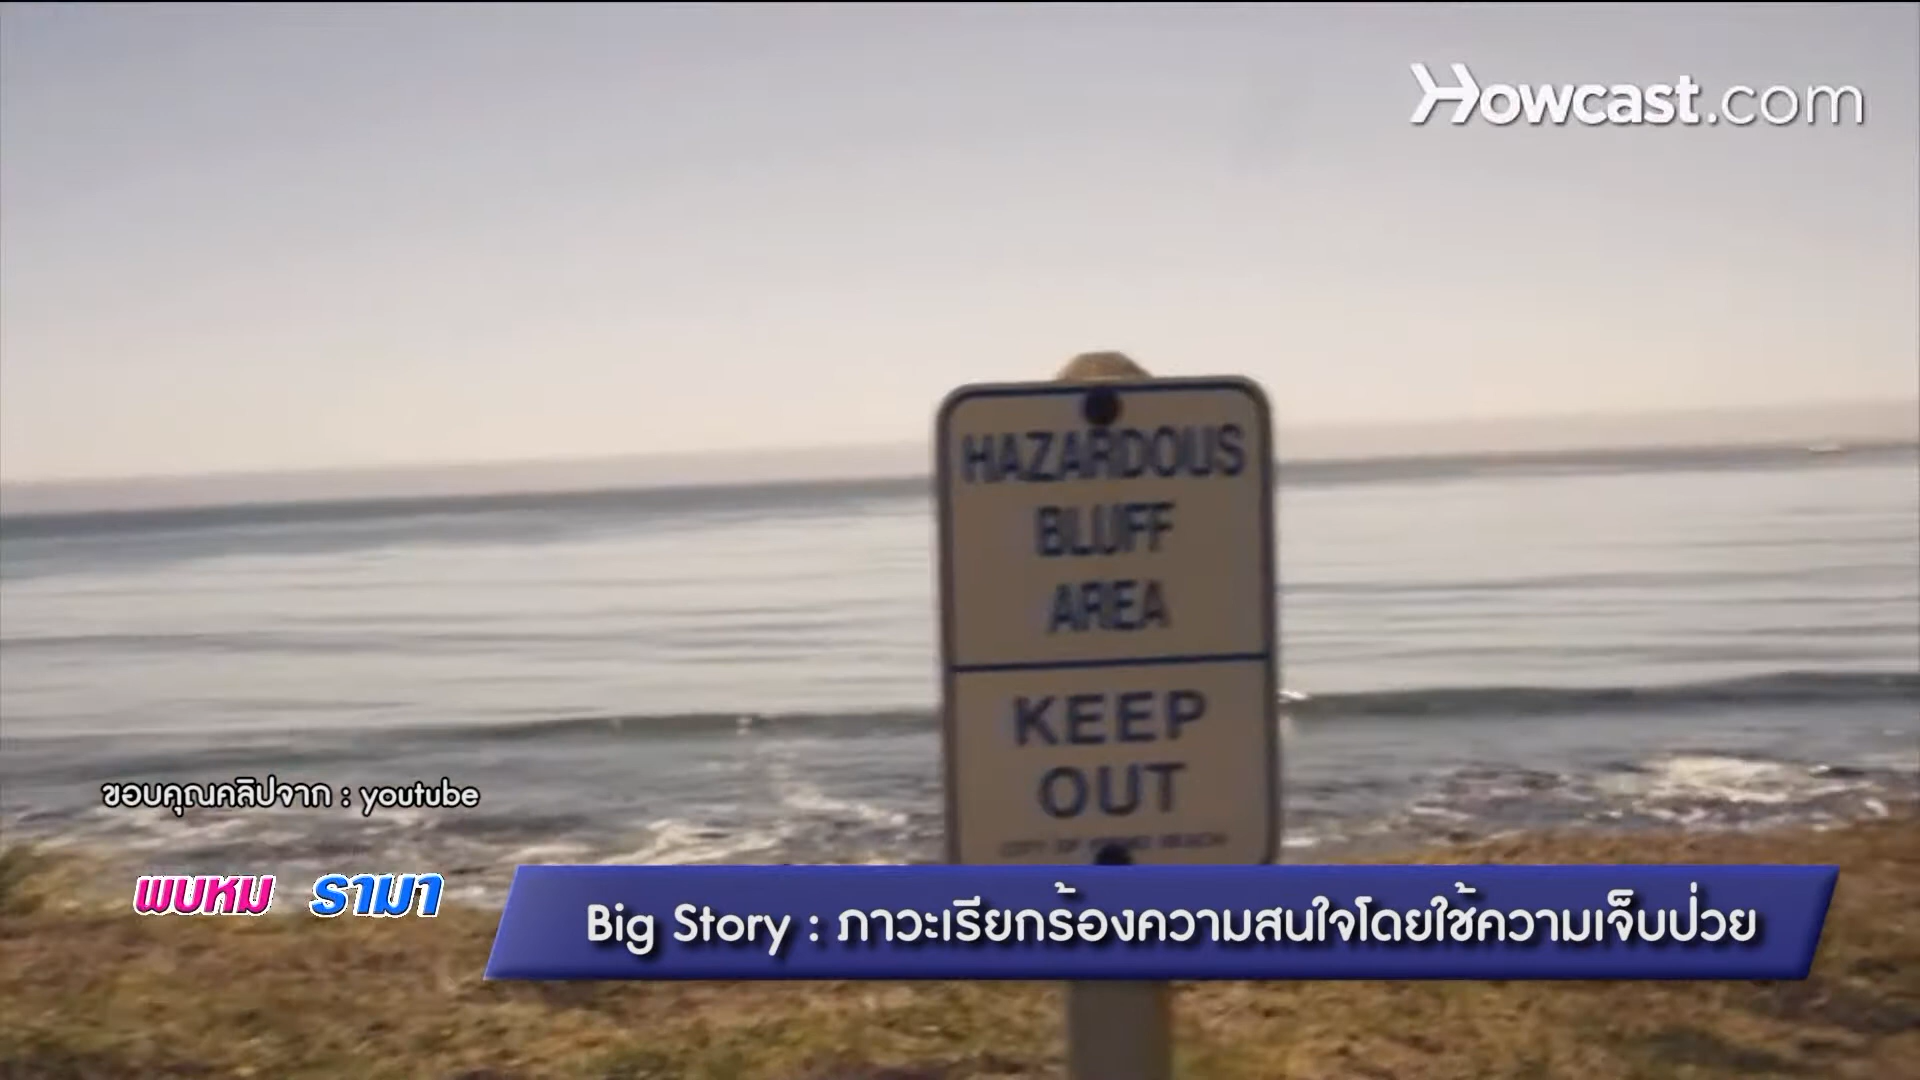 Howcast.com
HAZARDOUS
BLUFF
AREA
KEEP
OUT
ขอบคุณคลิปจาก : youtube
พบหมอ รามา
Big Story : ภาวะเรียกร้องความสนใจโดยใช้ความเจ็บป่วย